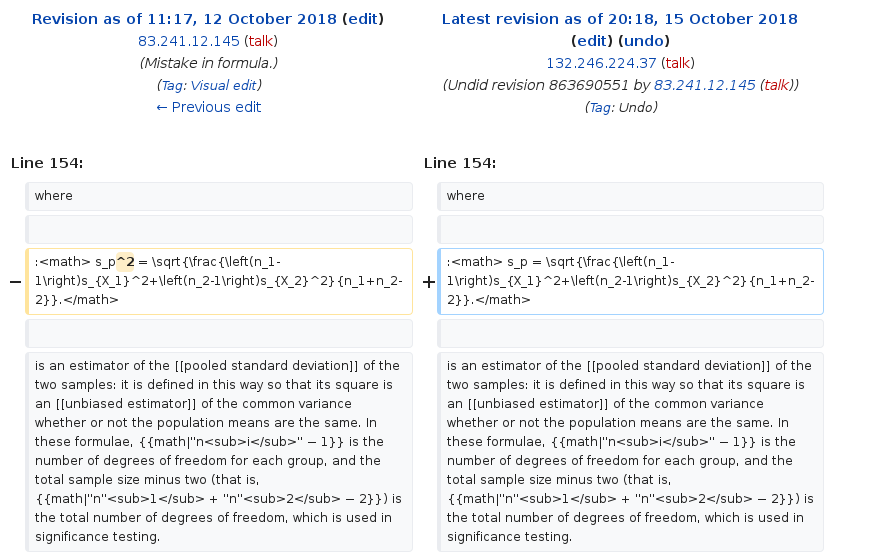 Revision as of 11:17, 12 October 2018 (edit)
83.241.12.145 (talk)
(Mistake in formula.)
(Tag: Visual edit)
← Previous edit
Latest revision as of 20:18, 15 October 2018
(edit) (undo)
132.246.224.37 (talk)
(Undid revision 863690551 by 83.241.12.145 (talk))
(Tag: Undo)
Line 154:
where
−
:<math> s_p^2 = \sqrt{\frac{\left(n_1-
1\right)s_{X_1}^2+\left(n_2-1\right)s_{X_2}^2}{n_1+n_2-
2}}.</math>
is an estimator of the [[pooled standard deviation]] of the
two samples: it is defined in this way so that its square is
an [[unbiased estimator]] of the common variance
whether or not the population means are the same. In
these formulae, {{math|''n<sub>i</sub>'' − 1}} is the
number of degrees of freedom for each group, and the
total sample size minus two (that is,
{{math|''n''<sub>1</sub> + ''n''<sub>2</sub> − 2}}) is
the total number of degrees of freedom, which is used in
significance testing.
Line 154:
where
+
:<math> s_p = \sqrt{\frac{\left(n_1-
1\right)s_{X_1}^2+\left(n_2-1\right)s_{X_2}^2}{n_1+n_2-
2}}.</math>
is an estimator of the [[pooled standard deviation]] of the
two samples: it is defined in this way so that its square is
an [[unbiased estimator]] of the common variance
whether or not the population means are the same. In
these formulae, {{math|''n<sub>i</sub>'' − 1}} is the
number of degrees of freedom for each group, and the
total sample size minus two (that is,
{{math|''n''<sub>1</sub> + ''n''<sub>2</sub> − 2}}) is
the total number of degrees of freedom, which is used in
significance testing.